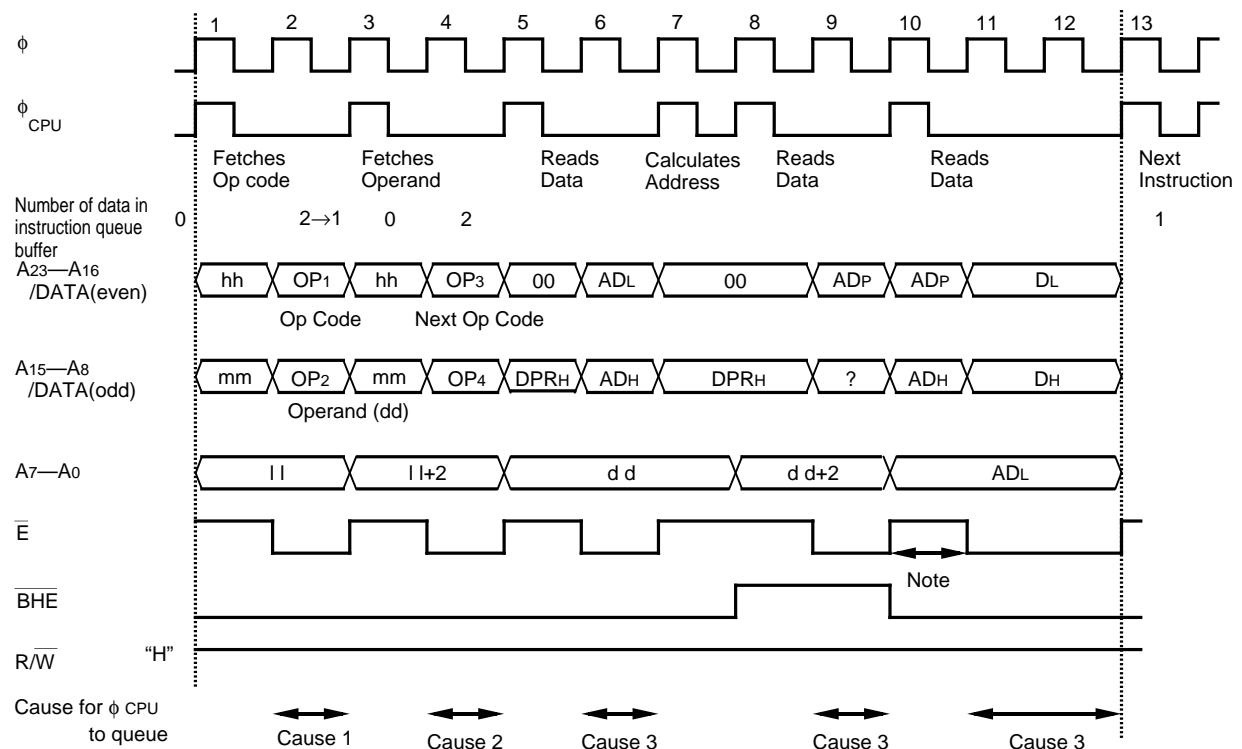 1 2 3 4 5 6 7 8 9 10 11 12 13
ϕ
ϕ CPU
Fetches Op code
Fetches Operand
Reads Data
Calculates Address
Reads Data
Reads Data
Next Instruction
Number of data in instruction queue buffer
0 2→1 0 2 1
A23—A16 /DATA(even)
hh OP1 hh OP3 00 ADL 00 ADP ADP DL
Op Code Next Op Code
A15—A8 /DATA(odd)
mm OP2 mm OP4 DPRH ADH DPRH ? ADH DH
Operand (dd)
A7—A0
l l l l+2 d d d d+2 ADL
E
Note
BHE
R/W "H"
Cause for ϕ CPU to queue
Cause 1 Cause 2 Cause 3 Cause 3 Cause 3